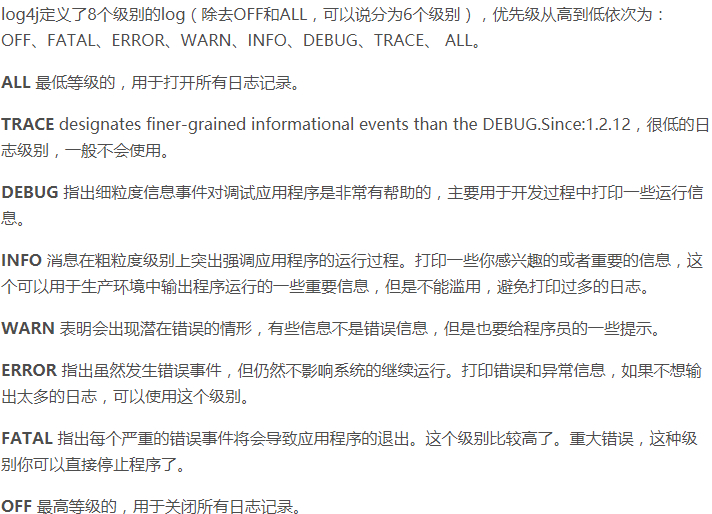 log4j定义了8个级别的log（除去OFF和ALL，可以说分为6个级别），优先级从高到低依次为：
OFF、FATAL、ERROR、WARN、INFO、DEBUG、TRACE、 ALL。
ALL 最低等级的，用于打开所有日志记录。
TRACE designates finer-grained informational events than the DEBUG.Since:1.2.12，很低的日
志级别，一般不会使用。
DEBUG 指出细粒度信息事件对调试应用程序是非常有帮助的，主要用于开发过程中打印一些运行信
息。
INFO 消息在粗粒度级别上突出强调应用程序的运行过程。打印一些你感兴趣的或者重要的信息，这
个可以用于生产环境中输出程序运行的一些重要信息，但是不能滥用，避免打印过多的日志。
WARN 表明会出现潜在错误的情形，有些信息不是错误信息，但是也要给程序员的一些提示。
ERROR 指出虽然发生错误事件，但仍然不影响系统的继续运行。打印错误和异常信息，如果不想输
出太多的日志，可以使用这个级别。
FATAL 指出每个严重的错误事件将会导致应用程序的退出。这个级别比较高了。重大错误，这种级
别你可以直接停止程序了。
OFF 最高等级的，用于关闭所有日志记录。